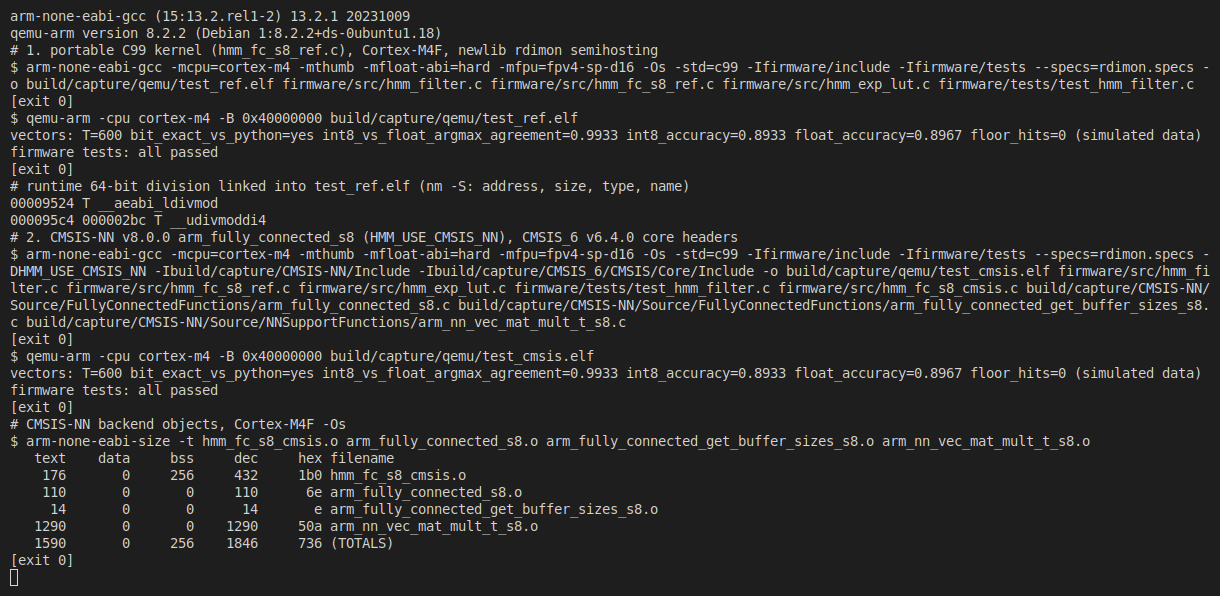 arm-none-eabi-gcc (15:13.2.rel1-2) 13.2.1 20231009
qemu-arm version 8.2.2 (Debian 1:8.2.2+ds-0ubuntu1.18)
# 1. portable C99 kernel (hmm_fc_s8_ref.c), Cortex-M4F, newlib rdimon semihosting
$ arm-none-eabi-gcc -mcpu=cortex-m4 -mthumb -mfloat-abi=hard -mfpu=fpv4-sp-d16 -Os -std=c99 -Ifirmware/include -Ifirmware/tests --specs=rdimon.specs -
o build/capture/qemu/test_ref.elf firmware/src/hmm_filter.c firmware/src/hmm_fc_s8_ref.c firmware/src/hmm_exp_lut.c firmware/tests/test_hmm_filter.c
[exit 0]
$ qemu-arm -cpu cortex-m4 -B 0x40000000 build/capture/qemu/test_ref.elf
vectors: T=600 bit_exact_vs_python=yes int8_vs_float_argmax_agreement=0.9933 int8_accuracy=0.8933 float_accuracy=0.8967 floor_hits=0 (simulated data)
firmware tests: all passed
[exit 0]
# runtime 64-bit division linked into test_ref.elf (nm -S: address, size, type, name)
00009524 T __aeabi_ldivmod
000095c4 000002bc T __udivmoddi4
# 2. CMSIS-NN v8.0.0 arm_fully_connected_s8 (HMM_USE_CMSIS_NN), CMSIS_6 v6.4.0 core headers
$ arm-none-eabi-gcc -mcpu=cortex-m4 -mthumb -mfloat-abi=hard -mfpu=fpv4-sp-d16 -Os -std=c99 -Ifirmware/include -Ifirmware/tests --specs=rdimon.specs -
DHMM_USE_CMSIS_NN -Ibuild/capture/CMSIS-NN/Include -Ibuild/capture/CMSIS_6/CMSIS/Core/Include -o build/capture/qemu/test_cmsis.elf firmware/src/hmm_fi
lter.c firmware/src/hmm_fc_s8_ref.c firmware/src/hmm_exp_lut.c firmware/tests/test_hmm_filter.c firmware/src/hmm_fc_s8_cmsis.c build/capture/CMSIS-NN/
Source/FullyConnectedFunctions/arm_fully_connected_s8.c build/capture/CMSIS-NN/Source/FullyConnectedFunctions/arm_fully_connected_get_buffer_sizes_s8.
c build/capture/CMSIS-NN/Source/NNSupportFunctions/arm_nn_vec_mat_mult_t_s8.c
[exit 0]
$ qemu-arm -cpu cortex-m4 -B 0x40000000 build/capture/qemu/test_cmsis.elf
vectors: T=600 bit_exact_vs_python=yes int8_vs_float_argmax_agreement=0.9933 int8_accuracy=0.8933 float_accuracy=0.8967 floor_hits=0 (simulated data)
firmware tests: all passed
[exit 0]
# CMSIS-NN backend objects, Cortex-M4F -Os
$ arm-none-eabi-size -t hmm_fc_s8_cmsis.o arm_fully_connected_s8.o arm_fully_connected_get_buffer_sizes_s8.o arm_nn_vec_mat_mult_t_s8.o
   text    data     bss     dec     hex filename
    176       0     256     432     1b0 hmm_fc_s8_cmsis.o
    110       0       0     110      6e arm_fully_connected_s8.o
     14       0       0      14       e arm_fully_connected_get_buffer_sizes_s8.o
   1290       0       0    1290     50a arm_nn_vec_mat_mult_t_s8.o
   1590       0     256    1846     736 (TOTALS)
[exit 0]